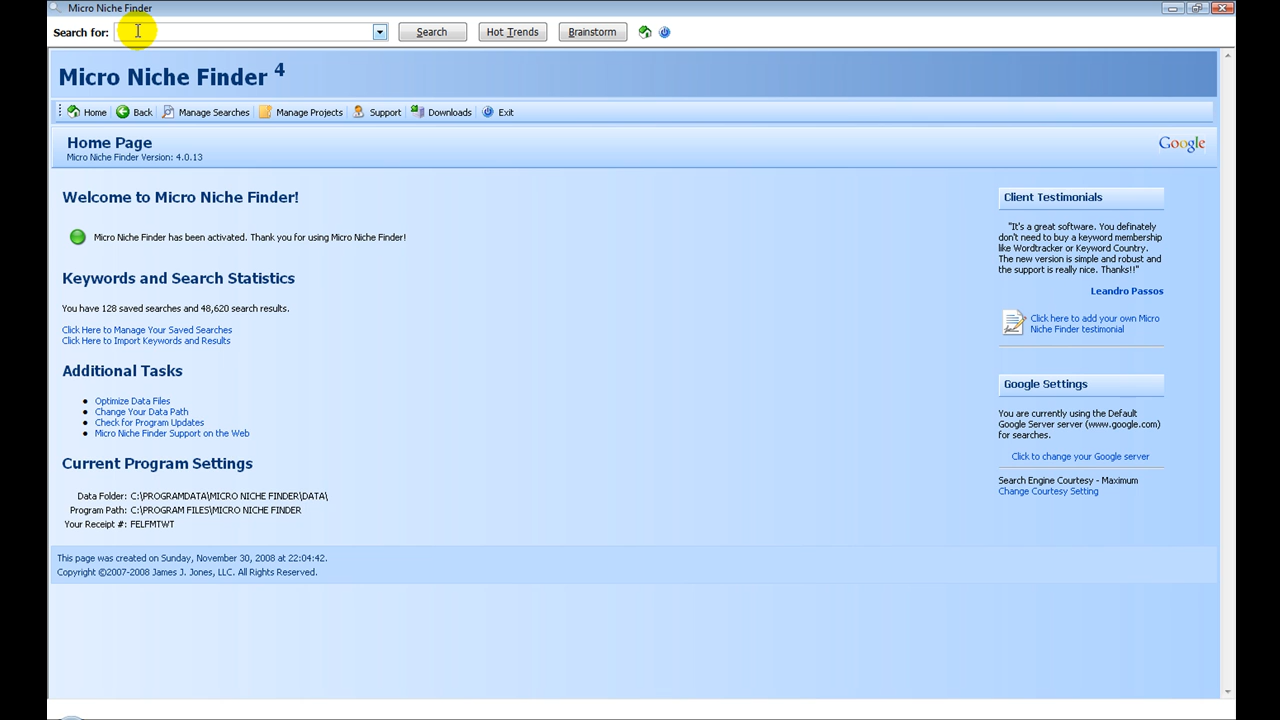 Micro Niche Finder
Search for:
Search
Hot Trends
Brainstorm
Micro Niche Finder 4
Home
Back
Manage Searches
Manage Projects
Support
Downloads
Exit
Home Page
Micro Niche Finder Version: 4.0.13
Google
Welcome to Micro Niche Finder!
Micro Niche Finder has been activated. Thank you for using Micro Niche Finder!
Keywords and Search Statistics
You have 128 saved searches and 48,620 search results.
Click Here to Manage Your Saved Searches
Click Here to Import Keywords and Results
Additional Tasks
Optimize Data Files
Change Your Data Path
Check for Program Updates
Micro Niche Finder Support on the Web
Current Program Settings
Data Folder: C:\PROGRAMDATA\MICRO NICHE FINDER\DATA\
Program Path: C:\PROGRAM FILES\MICRO NICHE FINDER
Your Receipt #: FELFMTWT
Client Testimonials
"It's a great software. You definately
don't need to buy a keyword membership
like Wordtracker or Keyword Country.
The new version is simple and robust and
the support is really nice. Thanks!!"
Leandro Passos
Click here to add your own Micro
Niche Finder testimonial
Google Settings
You are currently using the Default
Google Server server (www.google.com)
for searches.
Click to change your Google server
Search Engine Courtesy - Maximum
Change Courtesy Setting
This page was created on Sunday, November 30, 2008 at 22:04:42.
Copyright ©2007-2008 James J. Jones, LLC. All Rights Reserved.